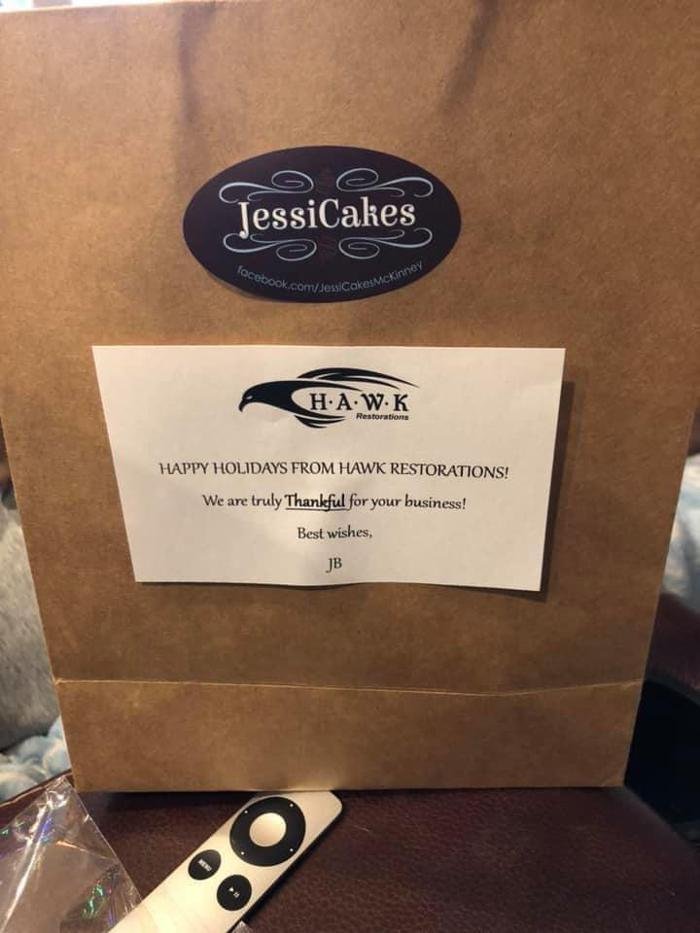 JessiCakes
facebook.com/JessiCakesMcKinney
H·A·W·K
Restorations
HAPPY HOLIDAYS FROM HAWK RESTORATIONS!
We are truly Thankful for your business!
Best wishes,
JB
MENU